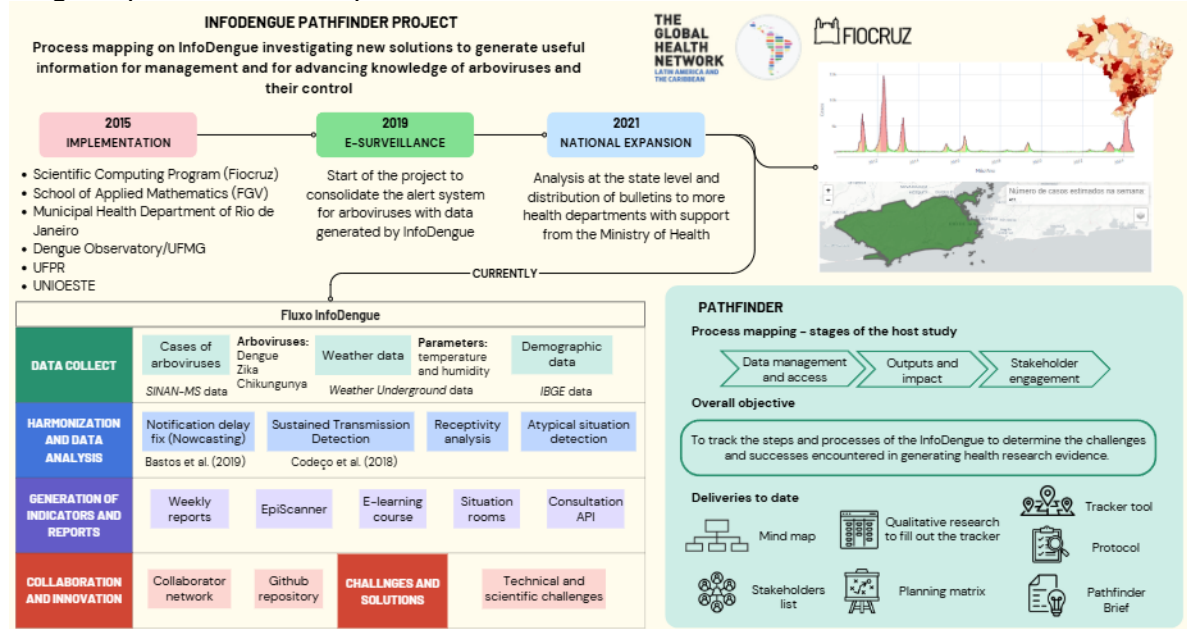 INFODENGUE PATHFINDER PROJECT
Process mapping on InfoDengue investigating new solutions to generate useful
information for management and for advancing knowledge of arboviruses and
their control
THE
GLOBAL
HEALTH
NETWORK
LATIN AMERICA AND
THE CARIBBEAN
FIOCRUZ
2015
IMPLEMENTATION
• Scientific Computing Program (Fiocruz)
• School of Applied Mathematics (FGV)
• Municipal Health Department of Rio de
Janeiro
• Dengue Observatory/UFMG
• UFPR
• UNIOESTE
2019
E-SURVEILLANCE
Start of the project to
consolidate the alert system
for arboviruses with data
generated by InfoDengue
2021
NATIONAL EXPANSION
Analysis at the state level and
distribution of bulletins to more
health departments with support
from the Ministry of Health
Número de casos estimados na semana
+
−
CURRENTLY
Fluxo InfoDengue
DATA COLLECT
Cases of
arboviruses
SINAN-MS data
Arboviruses:
Dengue
Zika
Chikungunya
Weather data
Parameters:
temperature
and humidity
Weather Underground data
Demographic
data
IBGE data
HARMONIZATION
AND DATA
ANALYSIS
Notification delay
fix (Nowcasting)
Bastos et al. (2019)
Sustained Transmission
Detection
Codeço et al. (2018)
Receptivity
analysis
Atypical situation
detection
GENERATION OF
INDICATORS AND
REPORTS
Weekly
reports
EpiScanner
E-learning
course
Situation
rooms
Consultation
API
COLLABORATION
AND INNOVATION
Collaborator
network
Github
repository
CHALLNGES AND
SOLUTIONS
Technical and
scientific challenges
PATHFINDER
Process mapping - stages of the host study
Data management
and access
Outputs and
impact
Stakeholder
engagement
Overall objective
To track the steps and processes of the InfoDengue to determine the challenges
and successes encountered in generating health research evidence.
Deliveries to date
Mind map
Qualitative research
to fill out the tracker
Tracker tool
Protocol
Stakeholders
list
Planning matrix
Pathfinder
Brief